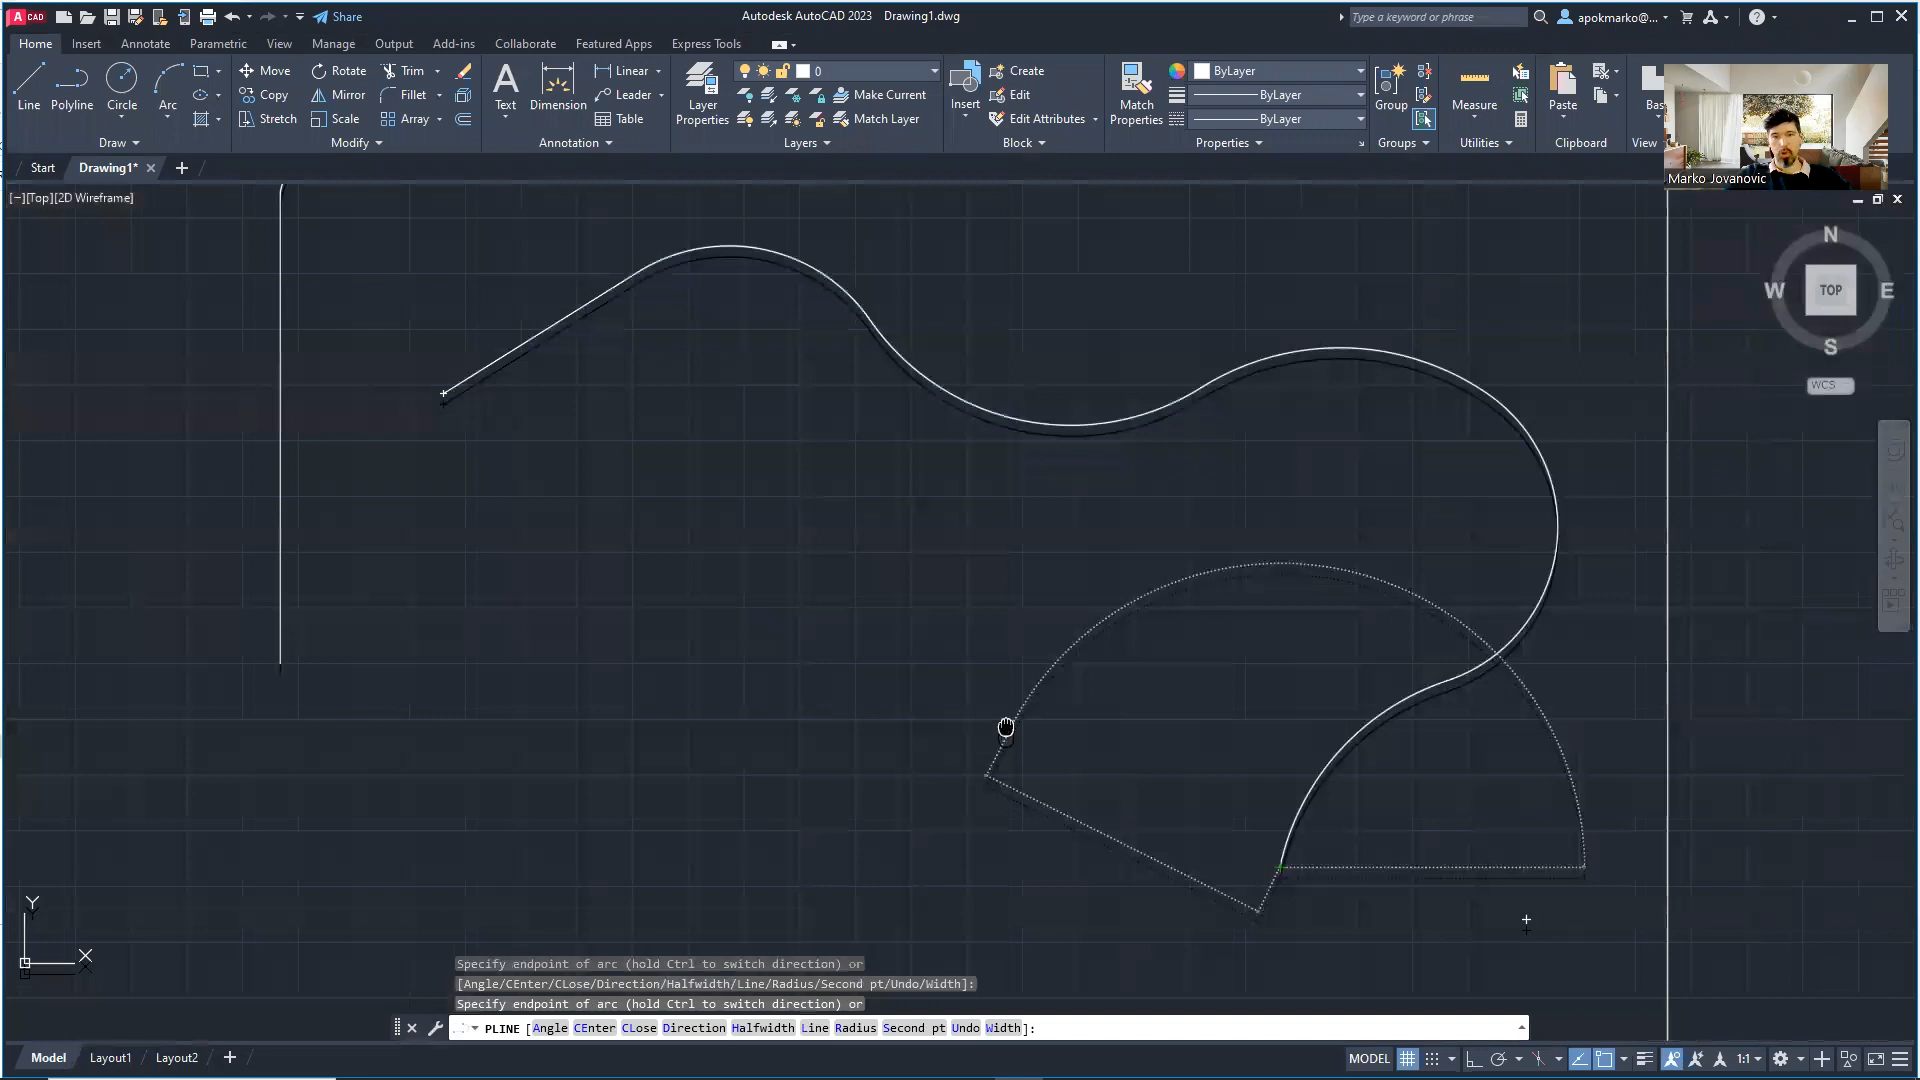 CAD
Share
Autodesk AutoCAD 2023 Drawing1.dwg
Type a keyword or phrase
apokmarko@...
Home Insert Annotate Parametric View Manage Output Add-ins Collaborate Featured Apps Express Tools
Line
Polyline
Circle
Arc
Move
Copy
Stretch
Rotate
Mirror
Scale
Trim
Fillet
Array
Text
Dimension
Linear
Leader
Table
Layer
Properties
0
Make Current
Match Layer
Insert
Create
Edit
Edit Attributes
Match
Properties
ByLayer
ByLayer
ByLayer
Group
Measure
Paste
Bas
Draw Modify Annotation Layers Block Properties Groups Utilities Clipboard View
Marko Jovanovic
Start Drawing1*
[−][Top][2D Wireframe]
N
W TOP E
S
WCS
Y
X
Specify endpoint of arc (hold Ctrl to switch direction) or
[Angle/CEnter/CLose/Direction/Halfwidth/Line/Radius/Second pt/Undo/Width]:
Specify endpoint of arc (hold Ctrl to switch direction) or
PLINE [Angle CEnter CLose Direction Halfwidth Line Radius Second pt Undo Width]:
Model Layout1 Layout2
MODEL 1:1